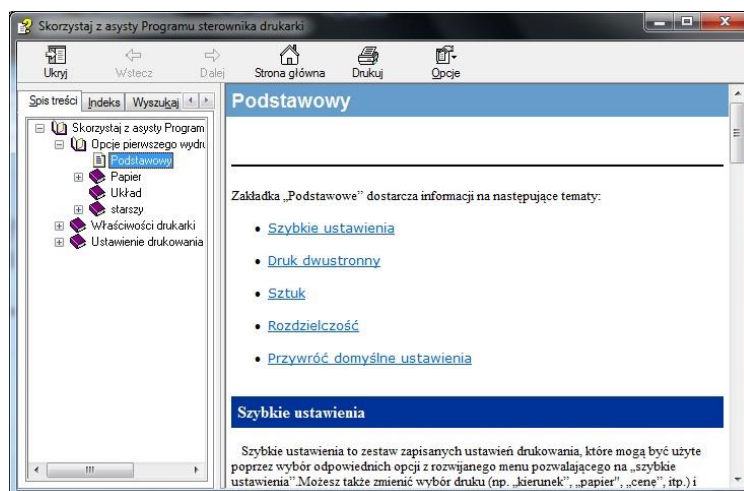 Skorzystaj z asysty Programu sterownika drukarki
Ukryj Wstecz Dalej Strona główna Drukuj Opcje
Spis treści Indeks Wyszukaj
Skorzystaj z asysty Program
Opcje pierwszego wydru
Podstawowy
Papier
Układ
starszy
Właściwości drukarki
Ustawienie drukowania
Podstawowy
Zakładka „Podstawowe” dostarcza informacji na następujące tematy:
• Szybkie ustawienia
• Druk dwustronny
• Sztuk
• Rozdzielczość
• Przywróć domyślne ustawienia
Szybkie ustawienia
Szybkie ustawienia to zestaw zapisanych ustawień drukowania, które mogą być użyte
poprzez wybór odpowiednich opcji z rozwijanego menu pozwalającego na „szybkie
ustawienia”.Możesz także zmienić wybór druku (np. „kierunek”, „papier”, „cenę”, itp.) i